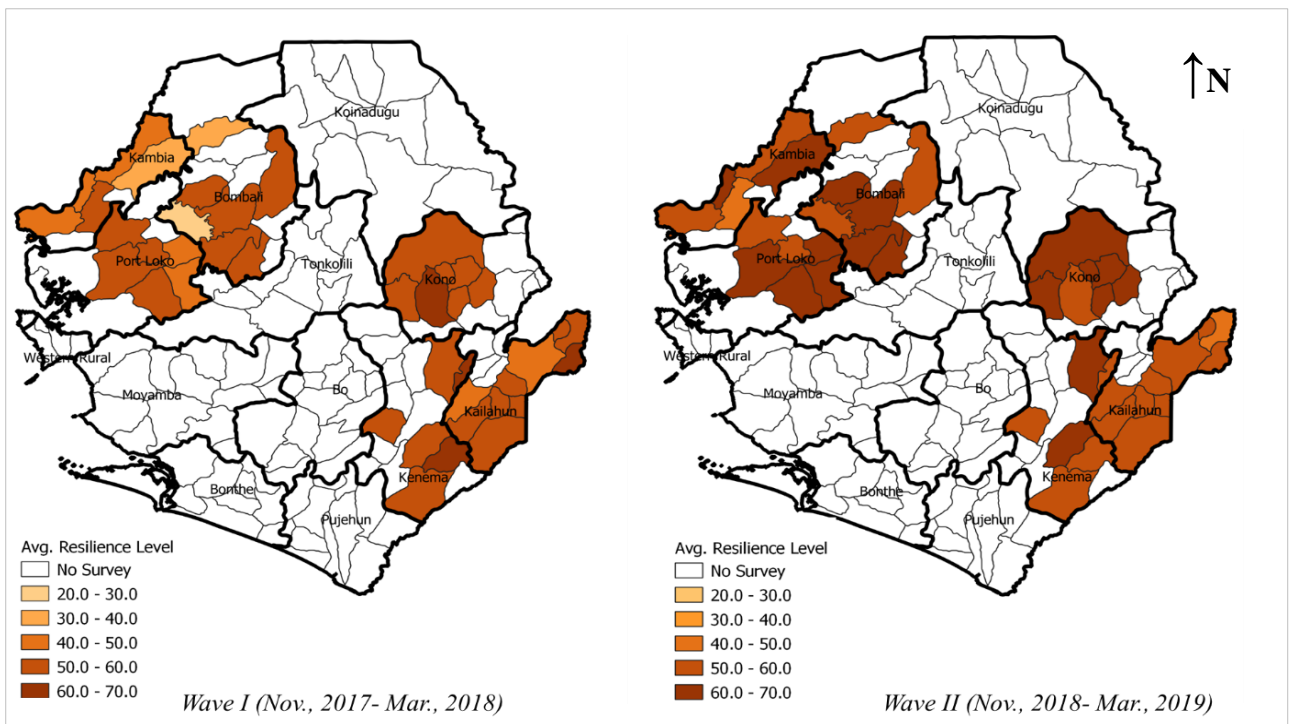 Koinadugu
Kambia
Bombali
Port Loko
Tonkolili
Kono
Western Rural
Moyamba
Bo
Kailahun
Kenema
Bonthe
Pujehun
Avg. Resilience Level
No Survey
20.0 - 30.0
30.0 - 40.0
40.0 - 50.0
50.0 - 60.0
60.0 - 70.0
Wave I (Nov., 2017- Mar., 2018)
↑N
Koinadugu
Kambia
Bombali
Port Loko
Tonkolili
Kono
Western Rural
Moyamba
Bo
Kailahun
Kenema
Bonthe
Pujehun
Avg. Resilience Level
No Survey
20.0 - 30.0
30.0 - 40.0
40.0 - 50.0
50.0 - 60.0
60.0 - 70.0
Wave II (Nov., 2018- Mar., 2019)